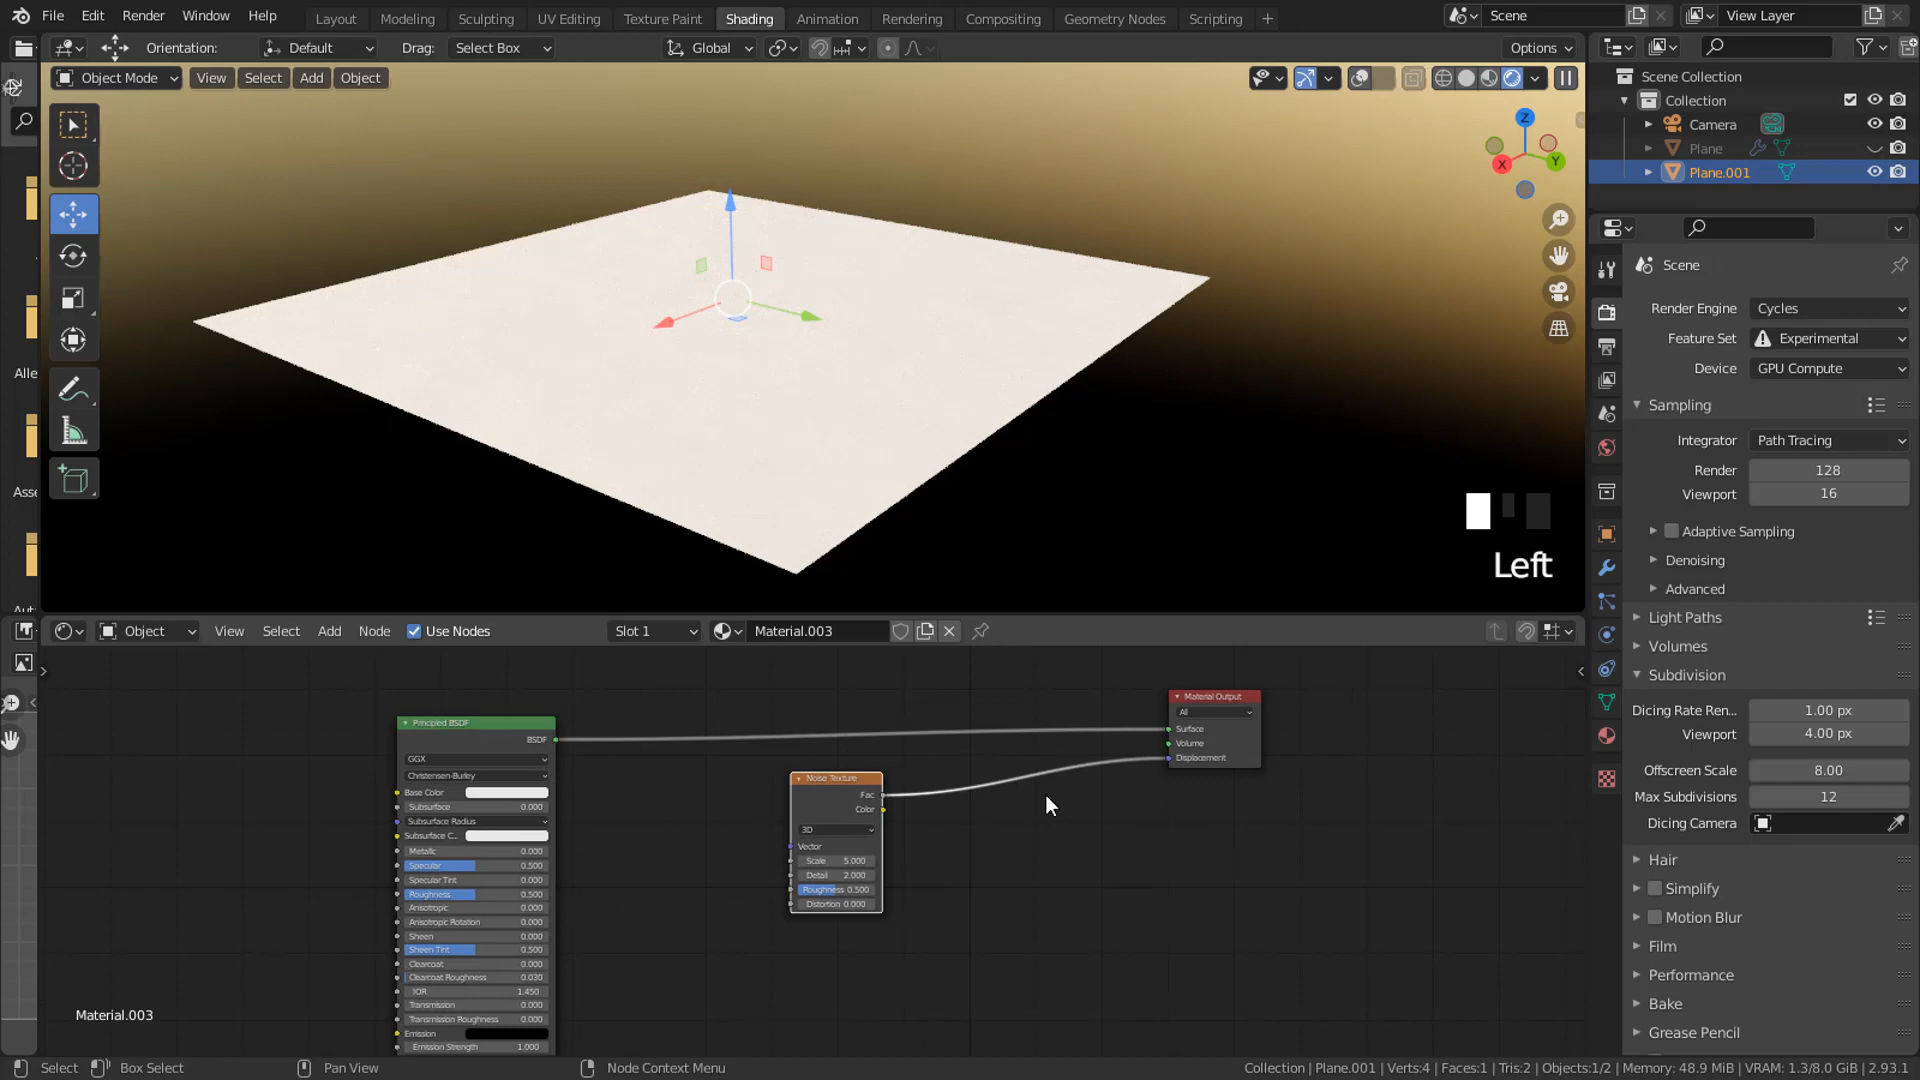 File Edit Render Window Help Layout Modeling Sculpting UV Editing Texture Paint Shading Animation Rendering Compositing Geometry Nodes Scripting + Scene View Layer
Orientation: Default Drag: Select Box Global Options
Object Mode View Select Add Object
Scene Collection
Collection
Camera
Plane
Plane.001
Z
X
Y
Scene
Render Engine Cycles
Feature Set Experimental
Device GPU Compute
Sampling
Integrator Path Tracing
Render 128
Viewport 16
Adaptive Sampling
Denoising
Advanced
Light Paths
Volumes
Subdivision
Dicing Rate Ren... 1.00 px
Viewport 4.00 px
Offscreen Scale 8.00
Max Subdivisions 12
Dicing Camera
Hair
Simplify
Motion Blur
Film
Performance
Bake
Grease Pencil
Alle
Asse
Left
Object View Select Add Node Use Nodes Slot 1 Material.003
Principled BSDF
BSDF
GGX
Christensen-Burley
Base Color
Subsurface 0.000
Subsurface Radius
Subsurface C..
Metallic 0.000
Specular 0.500
Specular Tint 0.000
Roughness 0.500
Anisotropic 0.000
Anisotropic Rotation 0.000
Sheen 0.000
Sheen Tint 0.500
Clearcoat 0.000
Clearcoat Roughness 0.030
IOR 1.450
Transmission 0.000
Transmission Roughness 0.000
Emission
Emission Strength 1.000
Noise Texture
Fac
Color
3D
Vector
Scale 5.000
Detail 2.000
Roughness 0.500
Distortion 0.000
Material Output
All
Surface
Volume
Displacement
Material.003
Select Box Select Pan View Node Context Menu Collection | Plane.001 | Verts:4 | Faces:1 | Tris:2 | Objects:1/2 | Memory: 48.9 MiB | VRAM: 1.3/8.0 GiB | 2.93.1